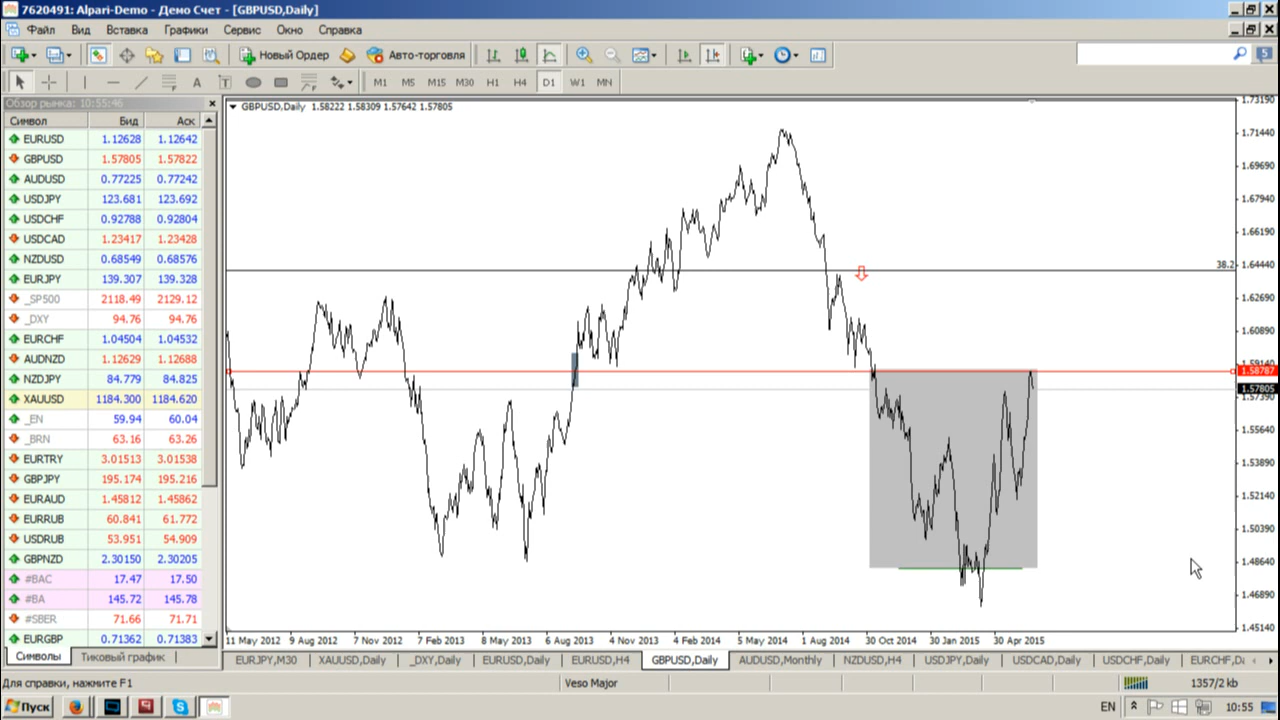 7620491: Alpari-Demo - Демо Счет - [GBPUSD,Daily]
Файл Вид Вставка Графики Сервис Окно Справка
Новый Ордер Авто-торговля 5
A T M1 M5 M15 M30 H1 H4 D1 W1 MN
Обзор рынка: 10:55:46
Символ Бид Аск
EURUSD 1.12628 1.12642
GBPUSD 1.57805 1.57822
AUDUSD 0.77225 0.77242
USDJPY 123.681 123.692
USDCHF 0.92788 0.92804
USDCAD 1.23417 1.23428
NZDUSD 0.68549 0.68576
EURJPY 139.307 139.328
_SP500 2118.49 2129.12
_DXY 94.76 94.76
EURCHF 1.04504 1.04532
AUDNZD 1.12629 1.12688
NZDJPY 84.779 84.825
XAUUSD 1184.300 1184.620
_EN 59.94 60.04
_BRN 63.16 63.26
EURTRY 3.01513 3.01538
GBPJPY 195.174 195.216
EURAUD 1.45812 1.45862
EURRUB 60.841 61.772
USDRUB 53.951 54.909
GBPNZD 2.30150 2.30205
#BAC 17.47 17.50
#BA 145.72 145.78
#SBER 71.66 71.71
EURGBP 0.71362 0.71383
Символы Тиковый график
GBPUSD,Daily 1.58222 1.58309 1.57642 1.57805
38.2
1.73190
1.71440
1.69690
1.67940
1.66190
1.64440
1.62690
1.60890
1.59140
1.58787
1.57805
1.57390
1.55640
1.53890
1.52140
1.50390
1.48640
1.46890
1.45140
11 May 2012 9 Aug 2012 7 Nov 2012 7 Feb 2013 8 May 2013 6 Aug 2013 4 Nov 2013 4 Feb 2014 5 May 2014 1 Aug 2014 30 Oct 2014 30 Jan 2015 30 Apr 2015
EURJPY,M30 XAUUSD,Daily _DXY,Daily EURUSD,Daily EURUSD,H4 GBPUSD,Daily AUDUSD,Monthly NZDUSD,H4 USDJPY,Daily USDCAD,Daily USDCHF,Daily EURCHF,Da
Для справки, нажмите F1 Veso Major 1357/2 kb
Пуск EN 10:55